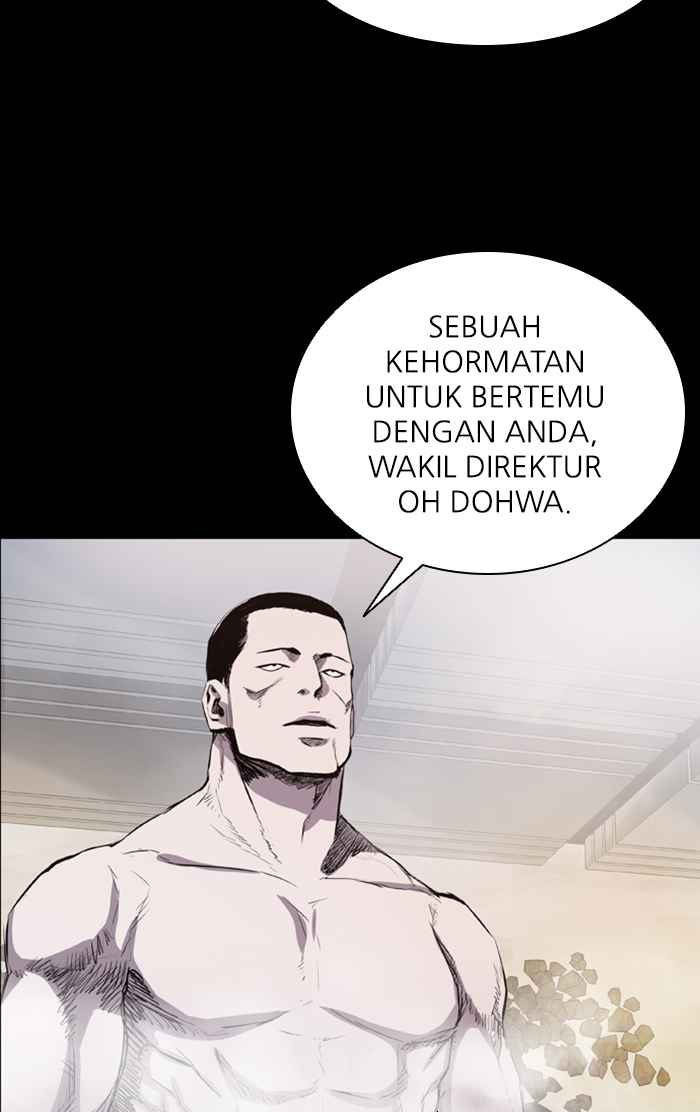 SEBUAH
KEHORMATAN
UNTUK BERTEMU
DENGAN ANDA,
WAKIL DIREKTUR
OH DOHWA.